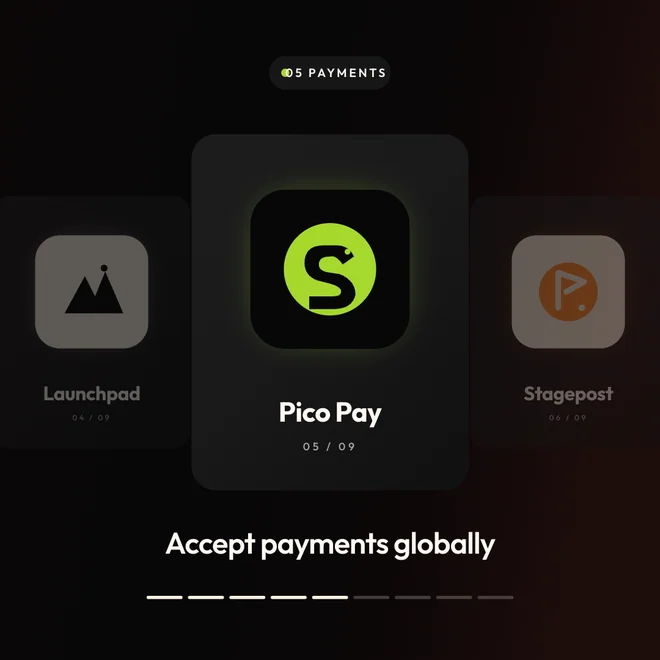 05 PAYMENTS
Launchpad
04 / 09
Pico Pay
05 / 09
Stagepost
06 / 09
Accept payments globally